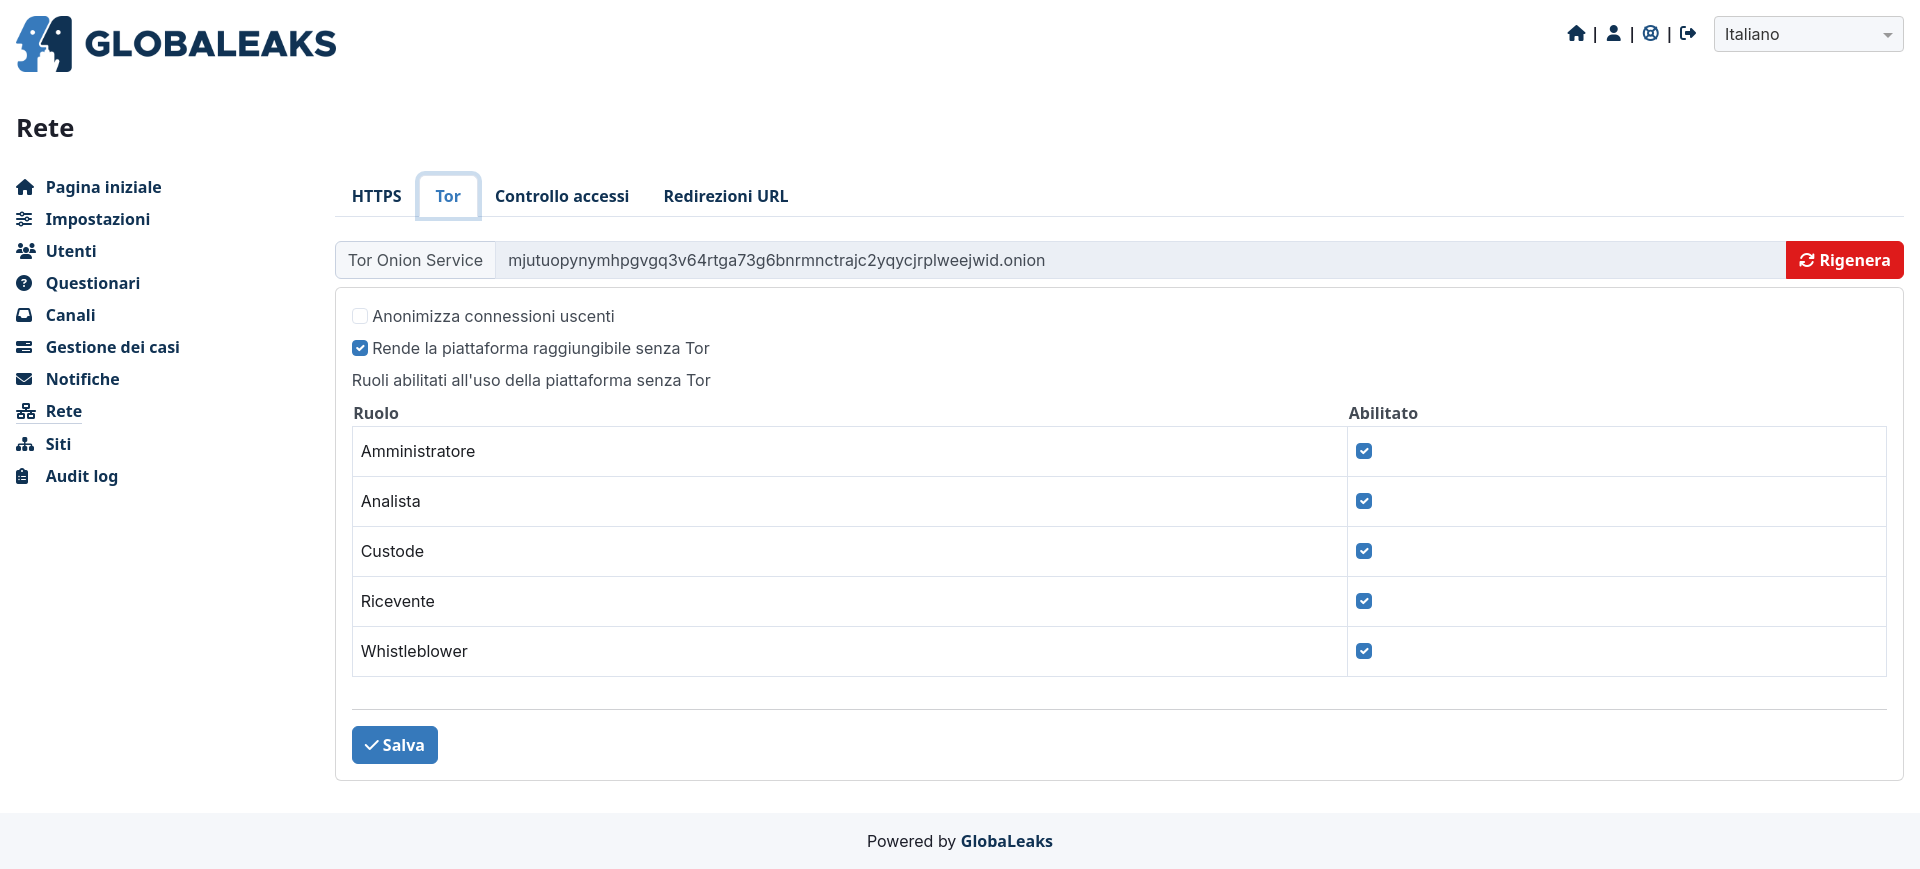 GLOBALEAKS
| | |
Italiano
Rete
Pagina iniziale
Impostazioni
Utenti
Questionari
Canali
Gestione dei casi
Notifiche
Rete
Siti
Audit log
HTTPS Tor Controllo accessi Redirezioni URL
Tor Onion Service mjutuopynymhpgvgq3v64rtga73g6bnrmnctrajc2yqycjrplweejwid.onion Rigenera
Anonimizza connessioni uscenti
Rende la piattaforma raggiungibile senza Tor
Ruoli abilitati all'uso della piattaforma senza Tor
Ruolo Abilitato
Amministratore
Analista
Custode
Ricevente
Whistleblower
Salva
Powered by GlobaLeaks